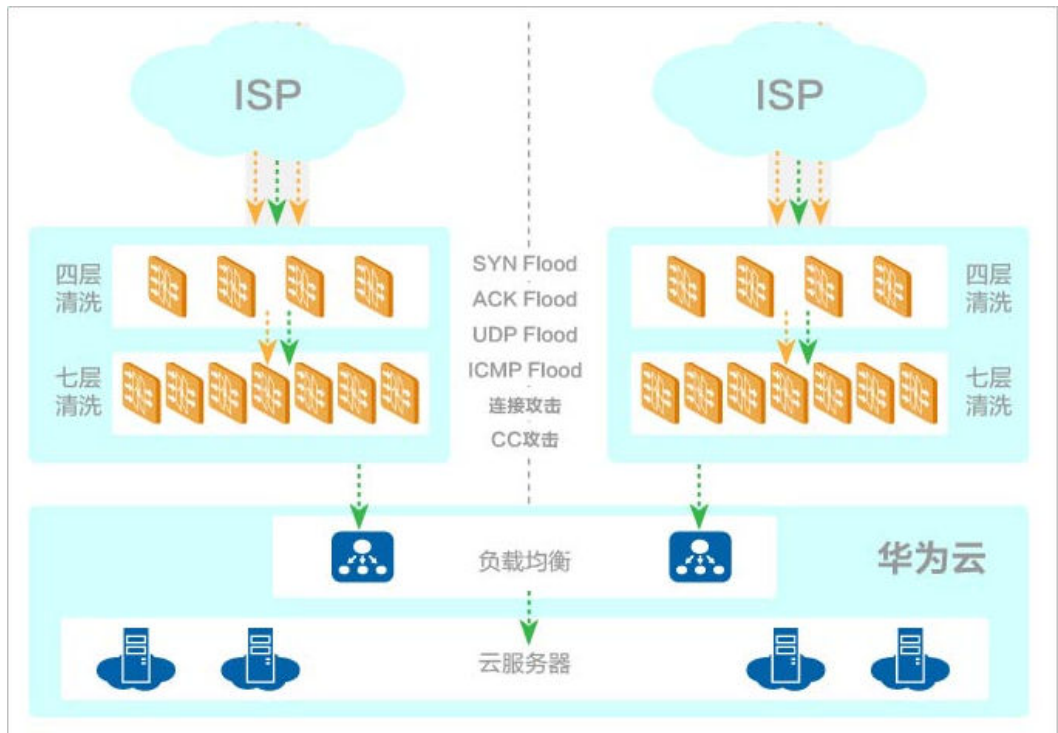 ISP
ISP
四层
清洗
七层
清洗
SYN Flood
ACK Flood
UDP Flood
ICMP Flood
连接攻击
CC攻击
四层
清洗
七层
清洗
负载均衡
华为云
云服务器